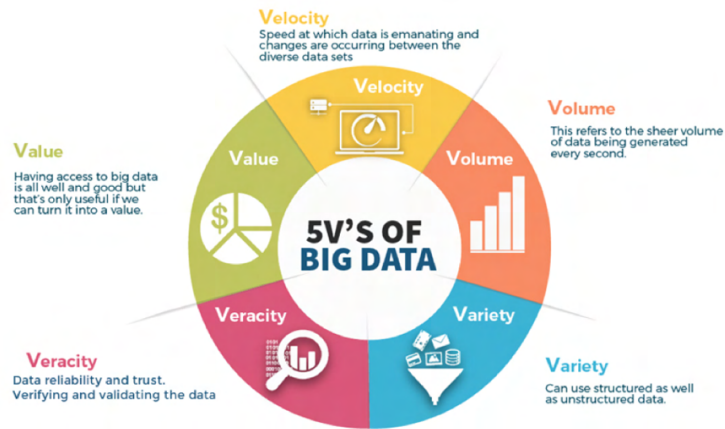 Velocity
Speed at which data is emanating and
changes are occurring between the
diverse data sets
Velocity
Volume
This refers to the sheer volume
of data being generated
every second.
Volume
Value
Having access to big data
is all well and good but
that's only useful if we
can turn it into a value.
Value
$
5V'S OF
BIG DATA
Veracity
Variety
Veracity
Data reliability and trust.
Verifying and validating the data
Variety
Can use structured as well
as unstructured data.